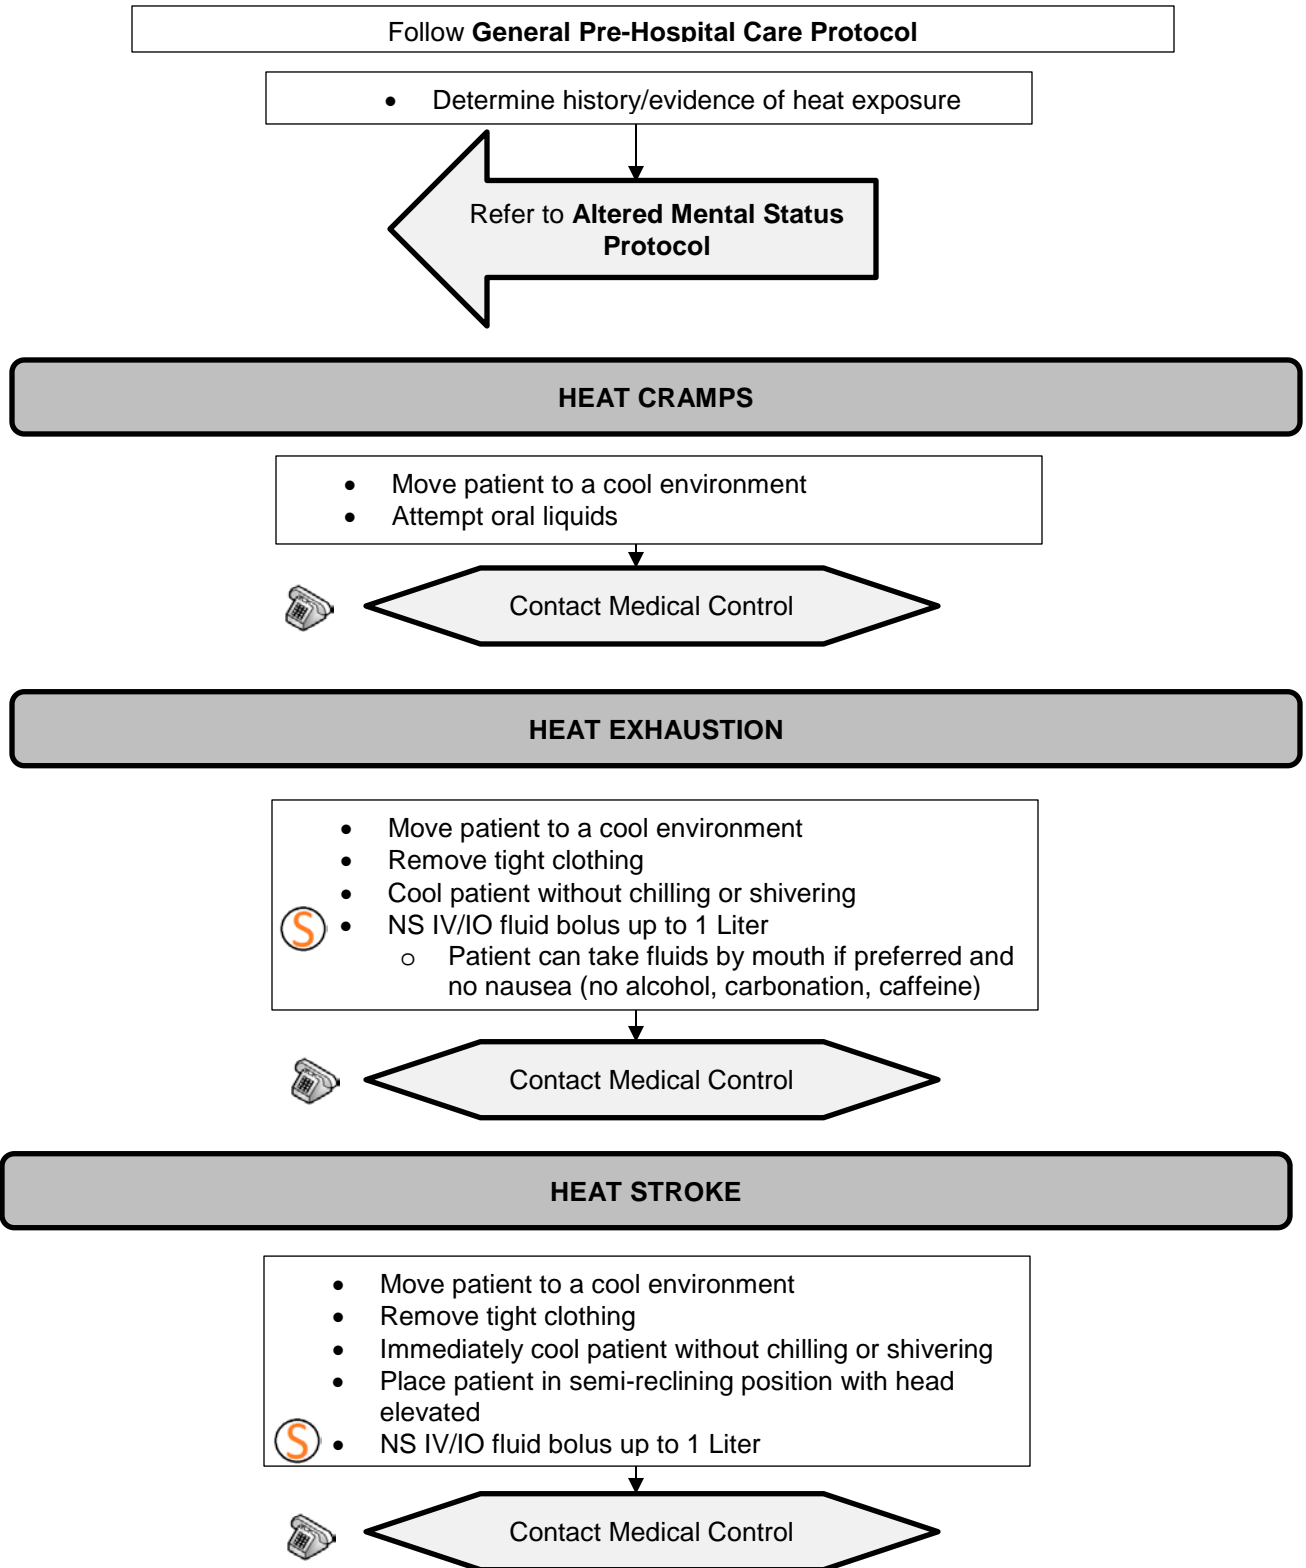 Follow General Pre-Hospital Care Protocol
• Determine history/evidence of heat exposure
Refer to Altered Mental Status
Protocol
HEAT CRAMPS
• Move patient to a cool environment
• Attempt oral liquids
Contact Medical Control
HEAT EXHAUSTION
• Move patient to a cool environment
• Remove tight clothing
• Cool patient without chilling or shivering
S • NS IV/IO fluid bolus up to 1 Liter
o Patient can take fluids by mouth if preferred and
no nausea (no alcohol, carbonation, caffeine)
Contact Medical Control
HEAT STROKE
• Move patient to a cool environment
• Remove tight clothing
• Immediately cool patient without chilling or shivering
• Place patient in semi-reclining position with head
elevated
S • NS IV/IO fluid bolus up to 1 Liter
Contact Medical Control